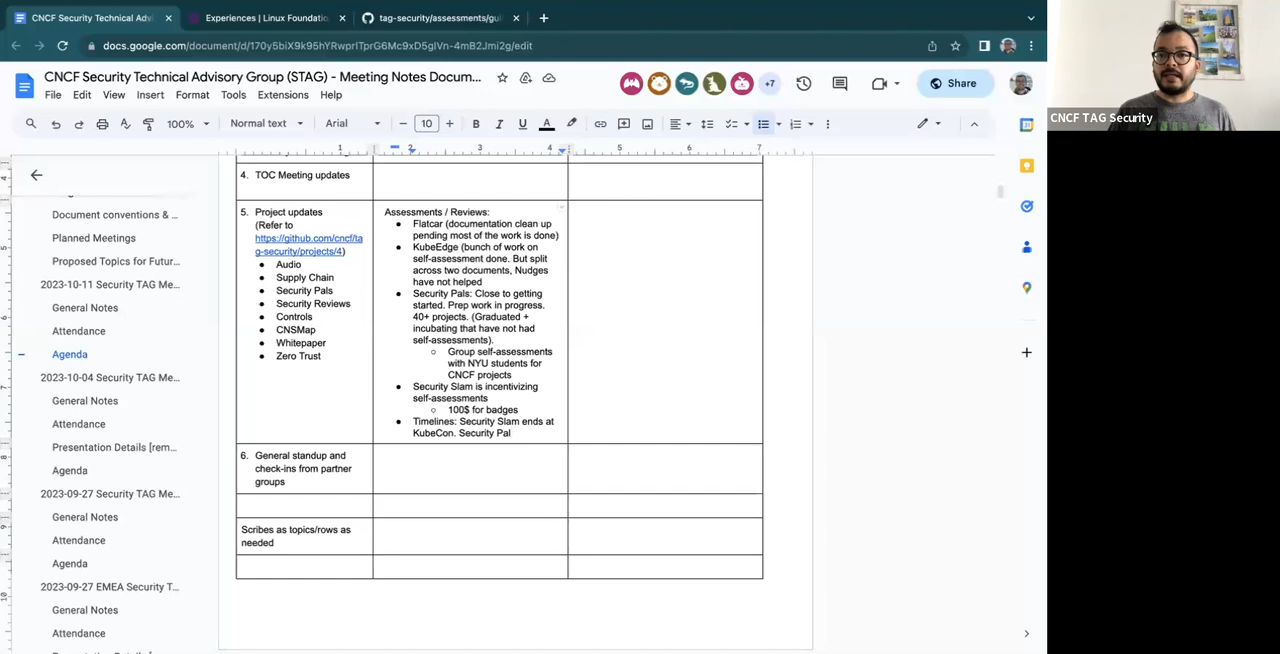 CNCF Security Technical Advi
Experiences | Linux Foundatio
tag-security/assessments/gui
docs.google.com/document/d/170y5biX9k95hYRwprlTprG6Mc9xD5glVn-4mB2Jmi2g/edit
CNCF Security Technical Advisory Group (STAG) - Meeting Notes Docum...
File Edit View Insert Format Extensions Tools Help
+7
Share
100% Normal text Arial 10
1 2 3 4 5 6 7
Document conventions & ...
Planned Meetings
Proposed Topics for Futur...
2023-10-11 Security TAG Me...
General Notes
Attendance
Agenda
2023-10-04 Security TAG Me...
General Notes
Attendance
Presentation Details [rem...
Agenda
2023-09-27 Security TAG Me...
General Notes
Attendance
Agenda
2023-09-27 EMEA Security T...
General Notes
Attendance
4. TOC Meeting updates
5. Project updates
(Refer to
https://github.com/cncf/ta
g-security/projects/4)
Audio
Supply Chain
Security Pals
Security Reviews
Controls
CNSMap
Whitepaper
Zero Trust
Assessments / Reviews:
Flatcar (documentation clean up
pending most of the work is done)
KubeEdge (bunch of work on
self-assessment done. But split
across two documents, Nudges
have not helped
Security Pals: Close to getting
started. Prep work in progress.
40+ projects. (Graduated +
incubating that have not had
self-assessments).
Group self-assessments
with NYU students for
CNCF projects
Security Slam is incentivizing
self-assessments
100$ for badges
Timelines: Security Slam ends at
KubeCon. Security Pal
6. General standup and
check-ins from partner
groups
Scribes as topics/rows as
needed
CNCF TAG Security